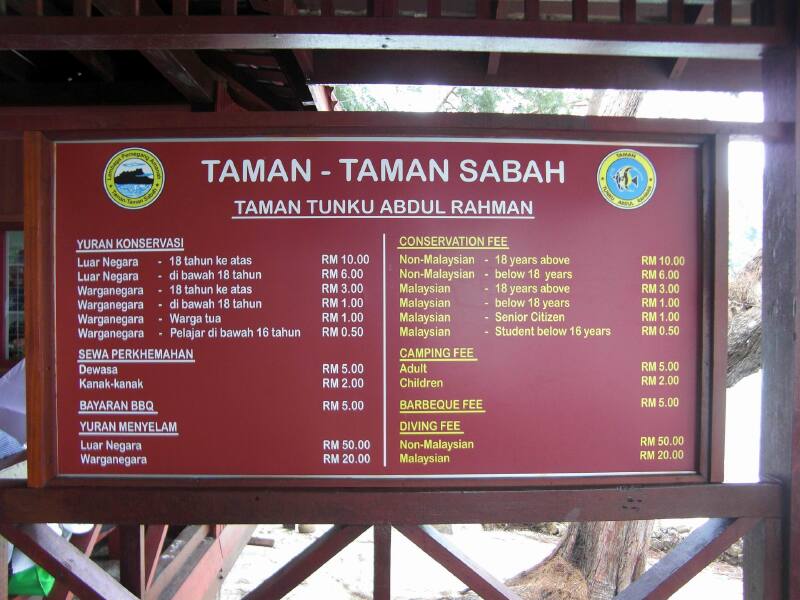 TAMAN - TAMAN SABAH
TAMAN TUNKU ABDUL RAHMAN
Taman-Taman Sabah
TAMAN
TUNKU ABDUL RAHMAN
YURAN KONSERVASI
Luar Negara - 18 tahun ke atas RM 10.00
Luar Negara - di bawah 18 tahun RM 6.00
Warganegara - 18 tahun ke atas RM 3.00
Warganegara - di bawah 18 tahun RM 1.00
Warganegara - Warga tua RM 1.00
Warganegara - Pelajar di bawah 16 tahun RM 0.50
SEWA PERKHEMAHAN
Dewasa RM 5.00
Kanak-kanak RM 2.00
BAYARAN BBQ RM 5.00
YURAN MENYELAM
Luar Negara RM 50.00
Warganegara RM 20.00
CONSERVATION FEE
Non-Malaysian - 18 years above RM 10.00
Non-Malaysian - below 18 years RM 6.00
Malaysian - 18 years above RM 3.00
Malaysian - below 18 years RM 1.00
Malaysian - Senior Citizen RM 1.00
Malaysian - Student below 16 years RM 0.50
CAMPING FEE
Adult RM 5.00
Children RM 2.00
BARBEQUE FEE RM 5.00
DIVING FEE
Non-Malaysian RM 50.00
Malaysian RM 20.00